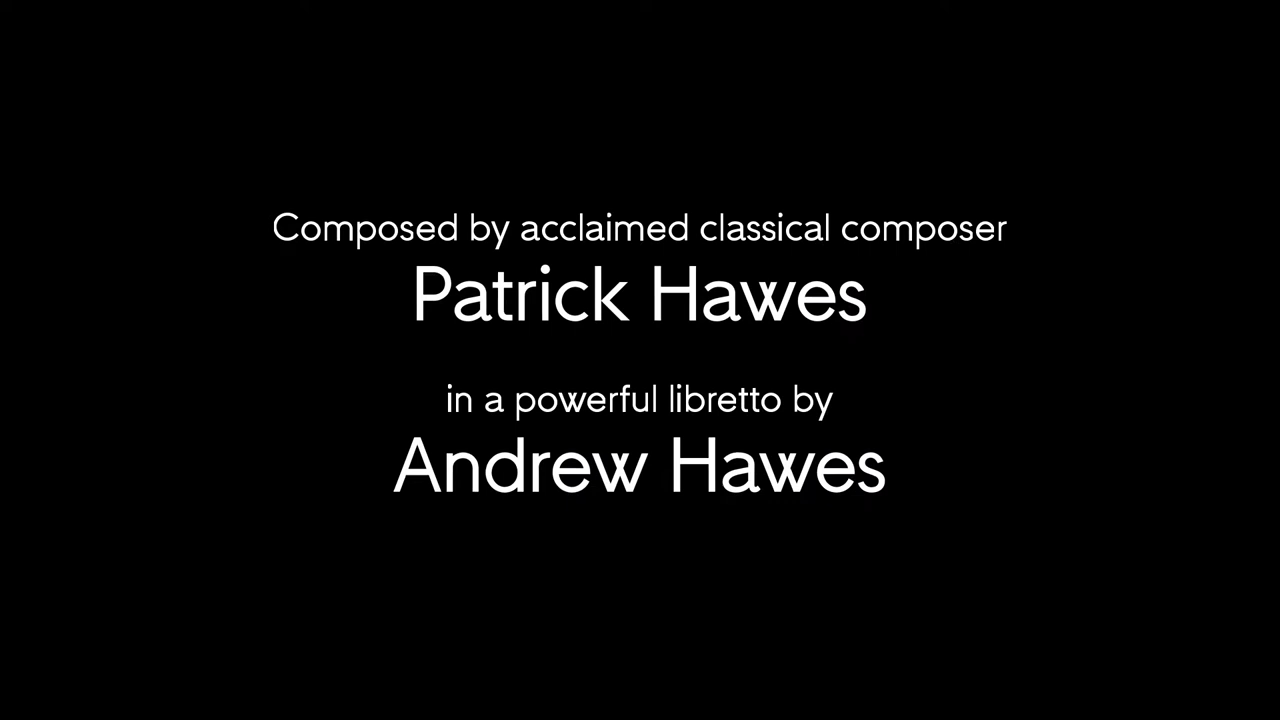 Composed by acclaimed classical composer
Patrick Hawes
in a powerful libretto by
Andrew Hawes